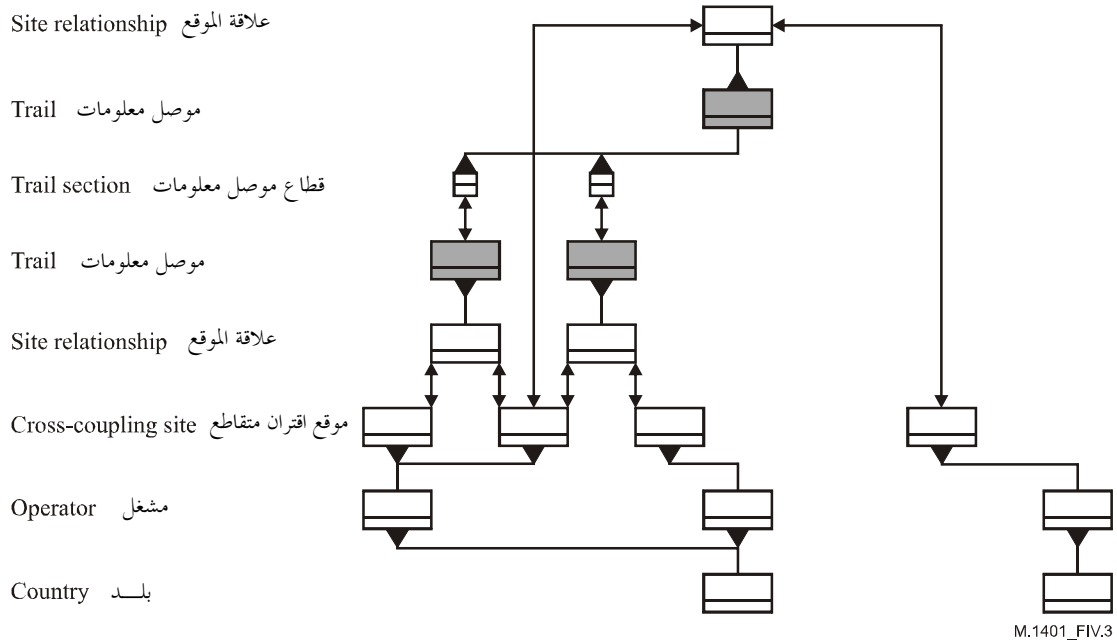 Site relationship علاقة الموقع
Trail موصل معلومات
Trail section قطاع موصل معلومات
Trail موصل معلومات
Site relationship علاقة الموقع
Cross-coupling site موقع اقتران متقاطع
Operator مشغل
Country بلــد
M.1401_FIV.3